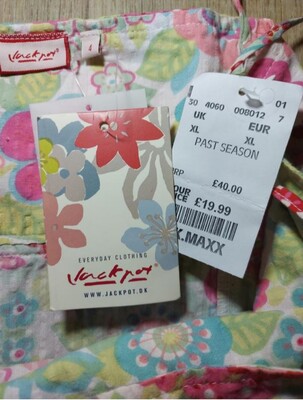 Jackpot
L
01
50 4060 008012 7
UK EUR
XL XL
PAST SEASON
RRP £40.00
OUR
PRICE £19.99
K.MAXX
EVERYDAY CLOTHING
Jackpot
WWW.JACKPOT.DK